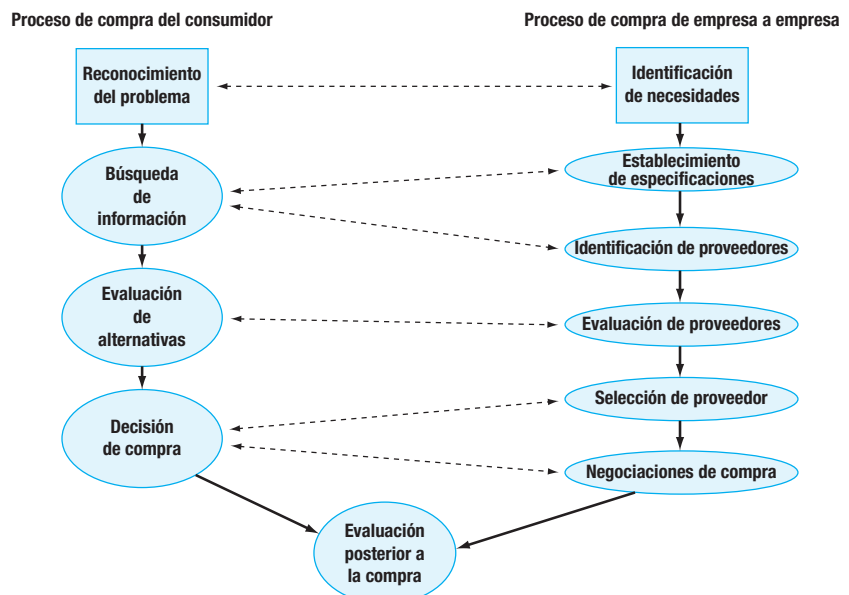 Proceso de compra del consumidor
Proceso de compra de empresa a empresa
Reconocimiento
del problema
Identificación
de necesidades
Búsqueda
de
información
Establecimiento
de especificaciones
Identificación de proveedores
Evaluación
de
alternativas
Evaluación de proveedores
Decisión
de compra
Selección de proveedor
Negociaciones de compra
Evaluación
posterior a
la compra